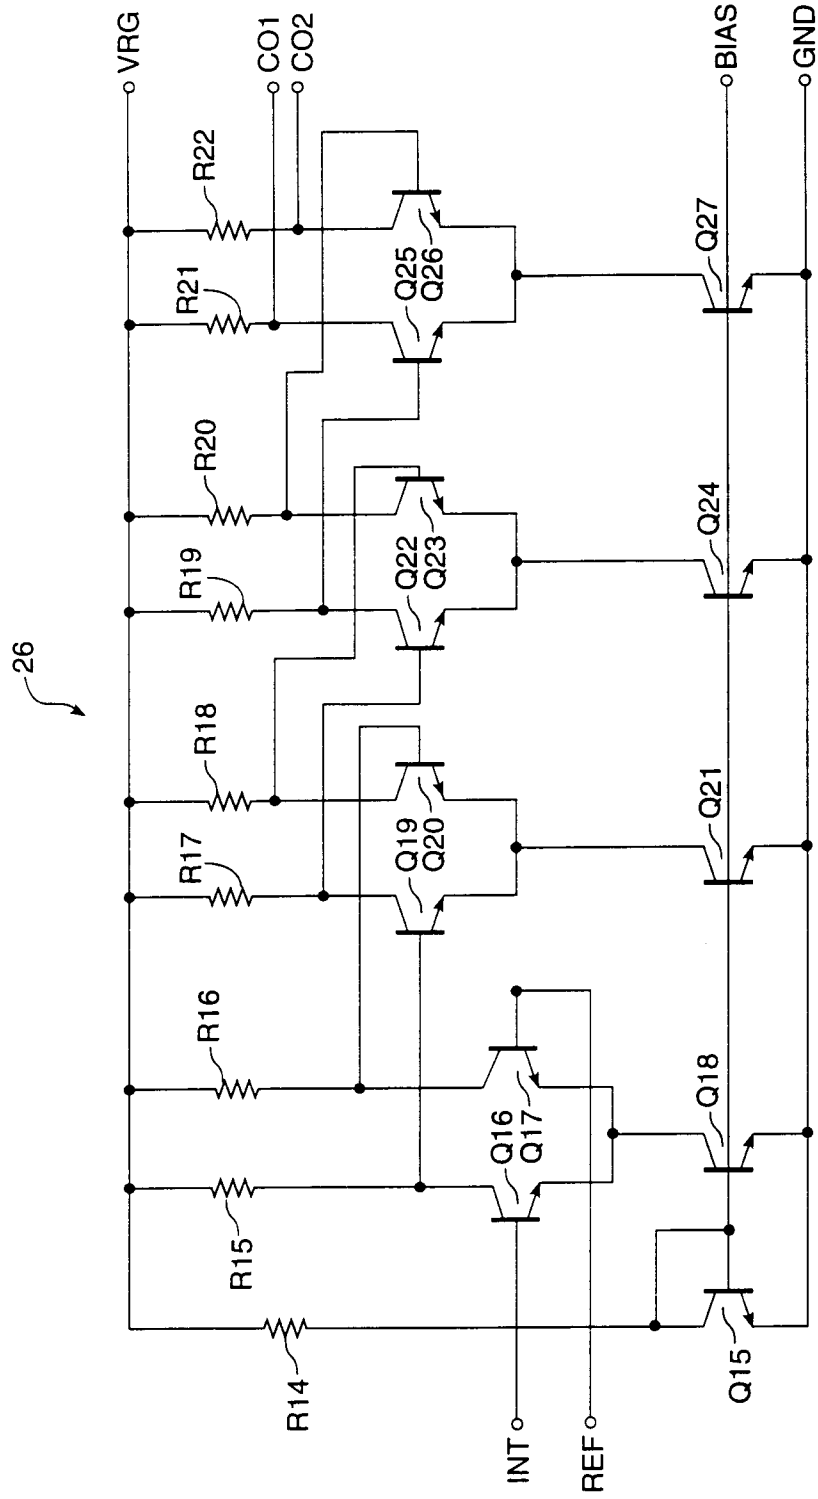 26
VRG
CO1
CO2
BIAS
GND
R14
R15
R16
R17
R18
R19
R20
R21
R22
Q15
Q16
Q17
Q18
Q19
Q20
Q21
Q22
Q23
Q24
Q25
Q26
Q27
INT
REF